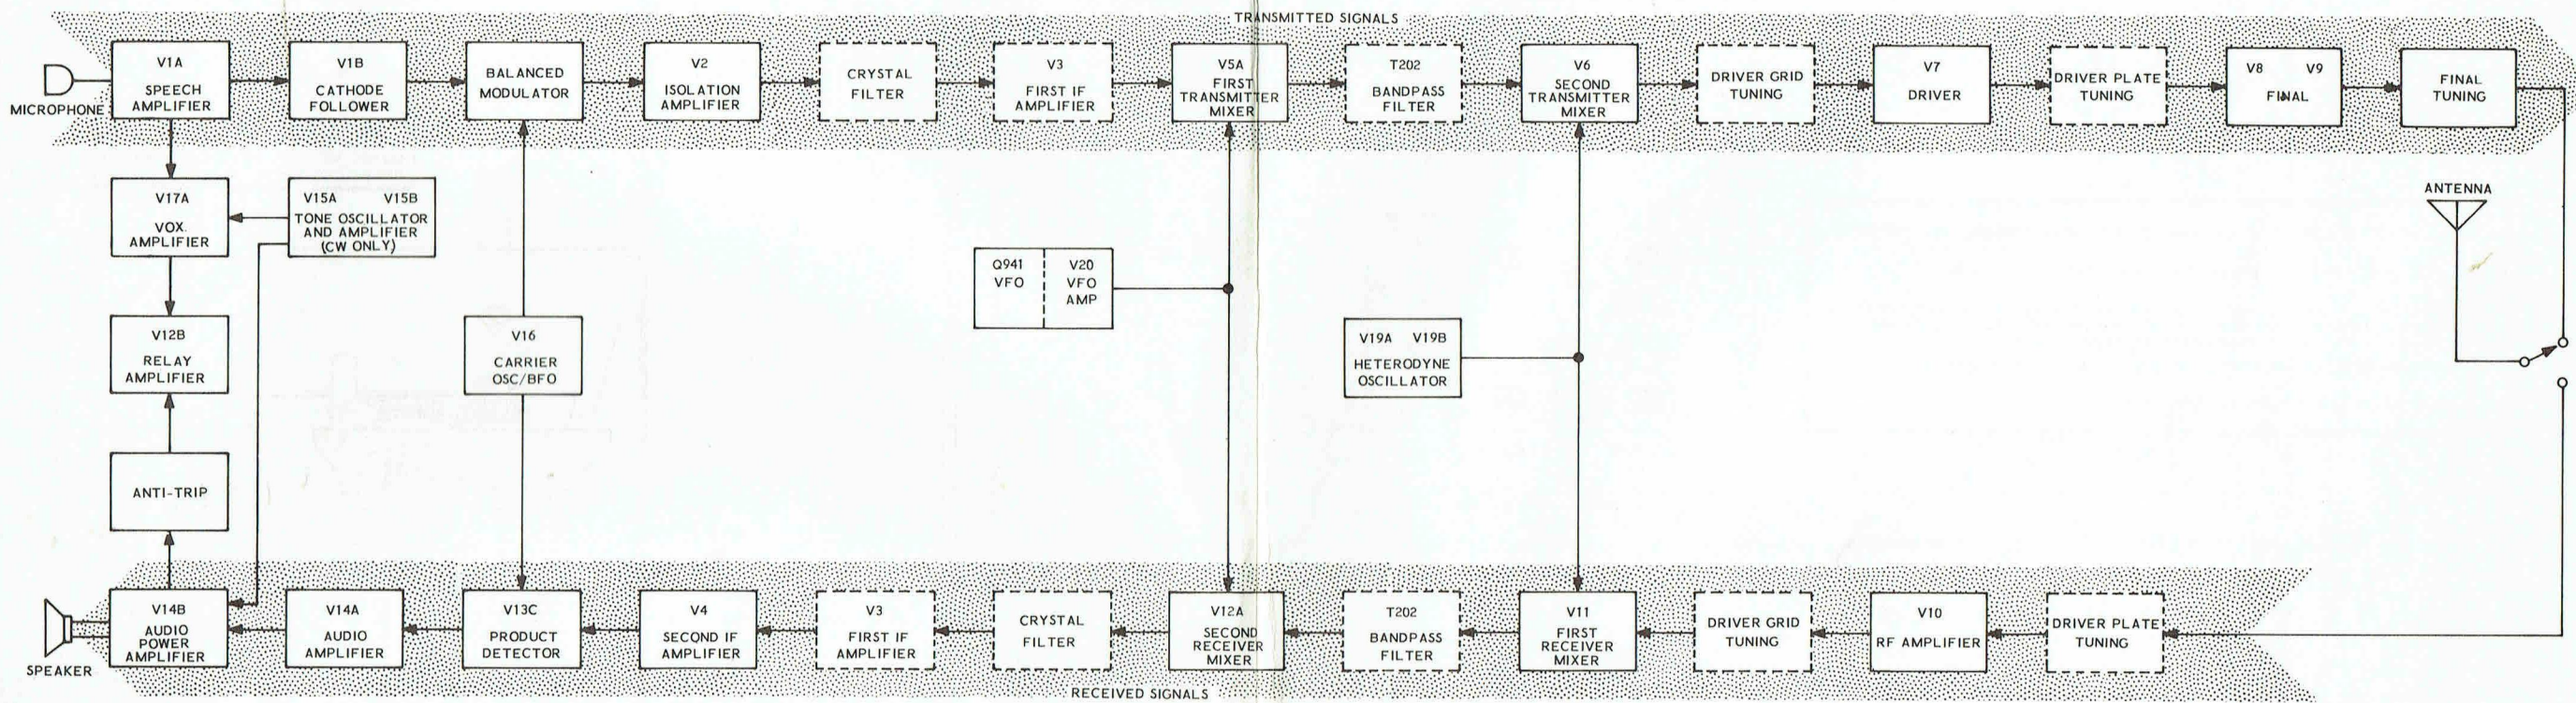 TRANSMITTED SIGNALS
MICROPHONE
V1A
SPEECH
AMPLIFIER
V1B
CATHODE
FOLLOWER
BALANCED
MODULATOR
V2
ISOLATION
AMPLIFIER
CRYSTAL
FILTER
V3
FIRST IF
AMPLIFIER
V5A
FIRST
TRANSMITTER
MIXER
T202
BANDPASS
FILTER
V6
SECOND
TRANSMITTER
MIXER
DRIVER GRID
TUNING
V7
DRIVER
DRIVER PLATE
TUNING
V8 V9
FINAL
FINAL
TUNING
V17A
VOX.
AMPLIFIER
V15A V15B
TONE OSCILLATOR
AND AMPLIFIER
(CW ONLY)
ANTENNA
Q941
VFO
V20
VFO
AMP
V12B
RELAY
AMPLIFIER
V16
CARRIER
OSC/BFO
V19A V19B
HETERODYNE
OSCILLATOR
ANTI-TRIP
SPEAKER
V14B
AUDIO
POWER
AMPLIFIER
V14A
AUDIO
AMPLIFIER
V13C
PRODUCT
DETECTOR
V4
SECOND IF
AMPLIFIER
V3
FIRST IF
AMPLIFIER
CRYSTAL
FILTER
V12A
SECOND
RECEIVER
MIXER
T202
BANDPASS
FILTER
V11
FIRST
RECEIVER
MIXER
DRIVER GRID
TUNING
V10
RF AMPLIFIER
DRIVER PLATE
TUNING
RECEIVED SIGNALS